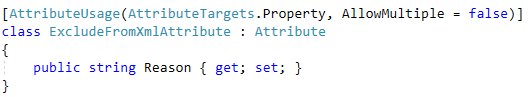 [AttributeUsage(AttributeTargets.Property, AllowMultiple = false)]
class ExcludeFromXmlAttribute : Attribute
{
    public string Reason { get; set; }
}